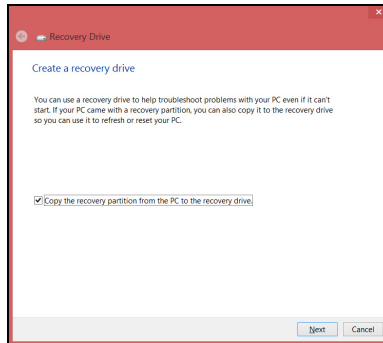 Recovery Drive
Create a recovery drive
You can use a recovery drive to help troubleshoot problems with your PC even if it can't
start. If your PC came with a recovery partition, you can also copy it to the recovery drive
so you can use it to refresh or reset your PC.
Copy the recovery partition from the PC to the recovery drive.
Next Cancel